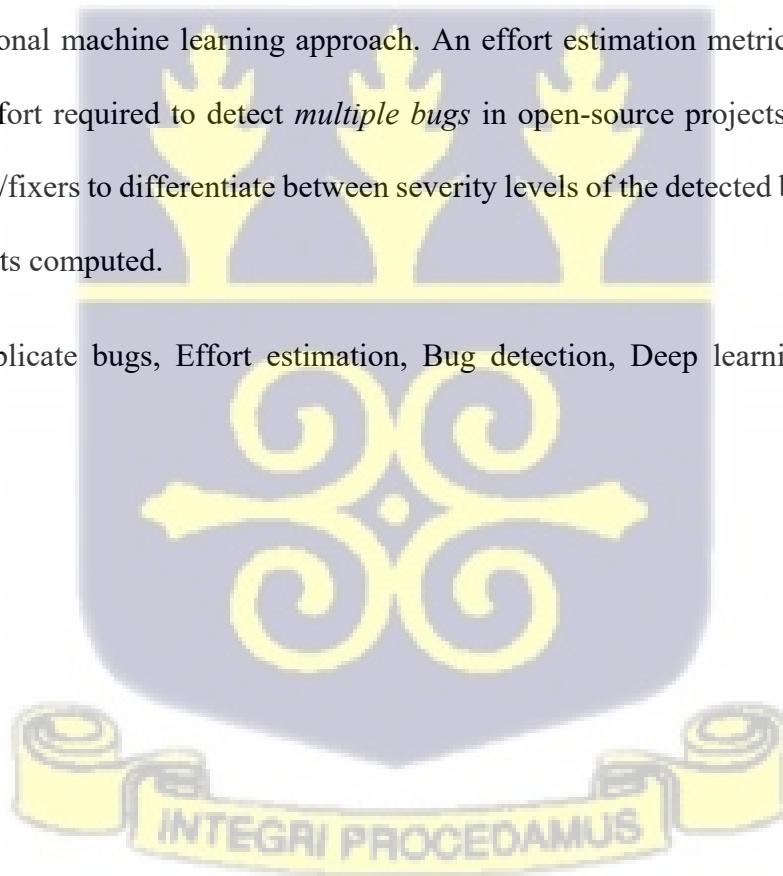 onal machine learning approach. An effort estimation metric
fort required to detect multiple bugs in open-source projects
/fixers to differentiate between severity levels of the detected b
ts computed.
plicate bugs, Effort estimation, Bug detection, Deep learni
INTEGRI PROCEDAMUS